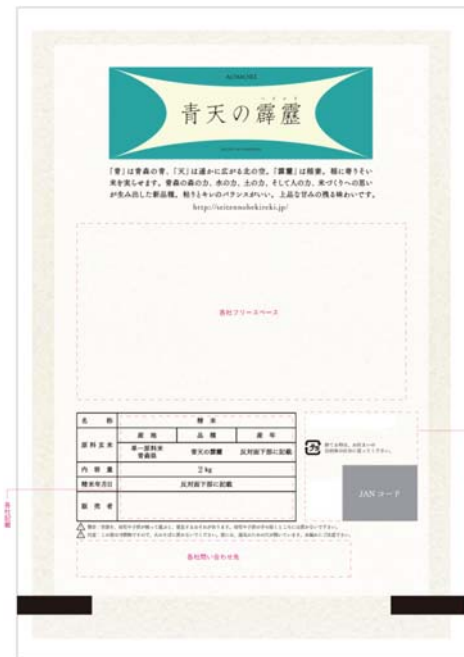 AOMORI
青天の霹靂
へきれき
「青」は青森の青、「天」は遥かに広がる北の空。「霹靂」は稲妻。稲に寄りそい
米を実らせます。青森の森の力、水の力、土の力、そして人の力。米づくりへの思い
が生み出した新品種。粘りとキレのバランスがいい。上品な甘みの残る味わいです。
http://seitennohekireki.jp/
各社フリースペース
名 称 精 米
原料玄米 産 地 品 種 産 年
単一原料米 青森県 青天の霹靂 反対面下部に記載
内 容 量 2 kg
精米年月日 反対面下部に記載
販 売 者
各社記載
JAN コード
各社問い合わせ先